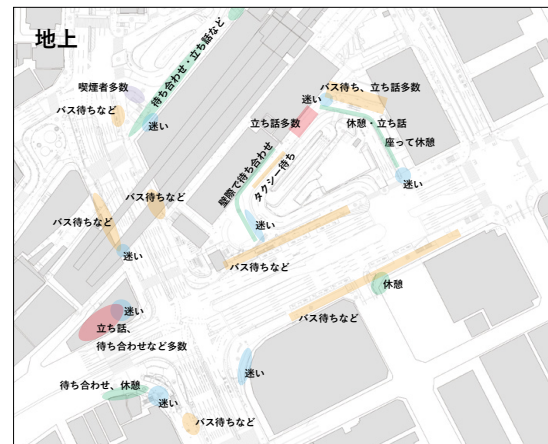 地上
待ち合わせ・立ち話など
喫煙者多数
バス待ちなど
迷い
迷い
バス待ち、立ち話多数
立ち話多数
休憩・立ち話
座って休憩
壁際で待ち合わせ
タクシー待ち
迷い
バス待ちなど
バス待ちなど
迷い
迷い
バス待ちなど
休憩
迷い
立ち話、
待ち合わせなど多数
バス待ちなど
迷い
待ち合わせ、休憩
迷い
バス待ちなど